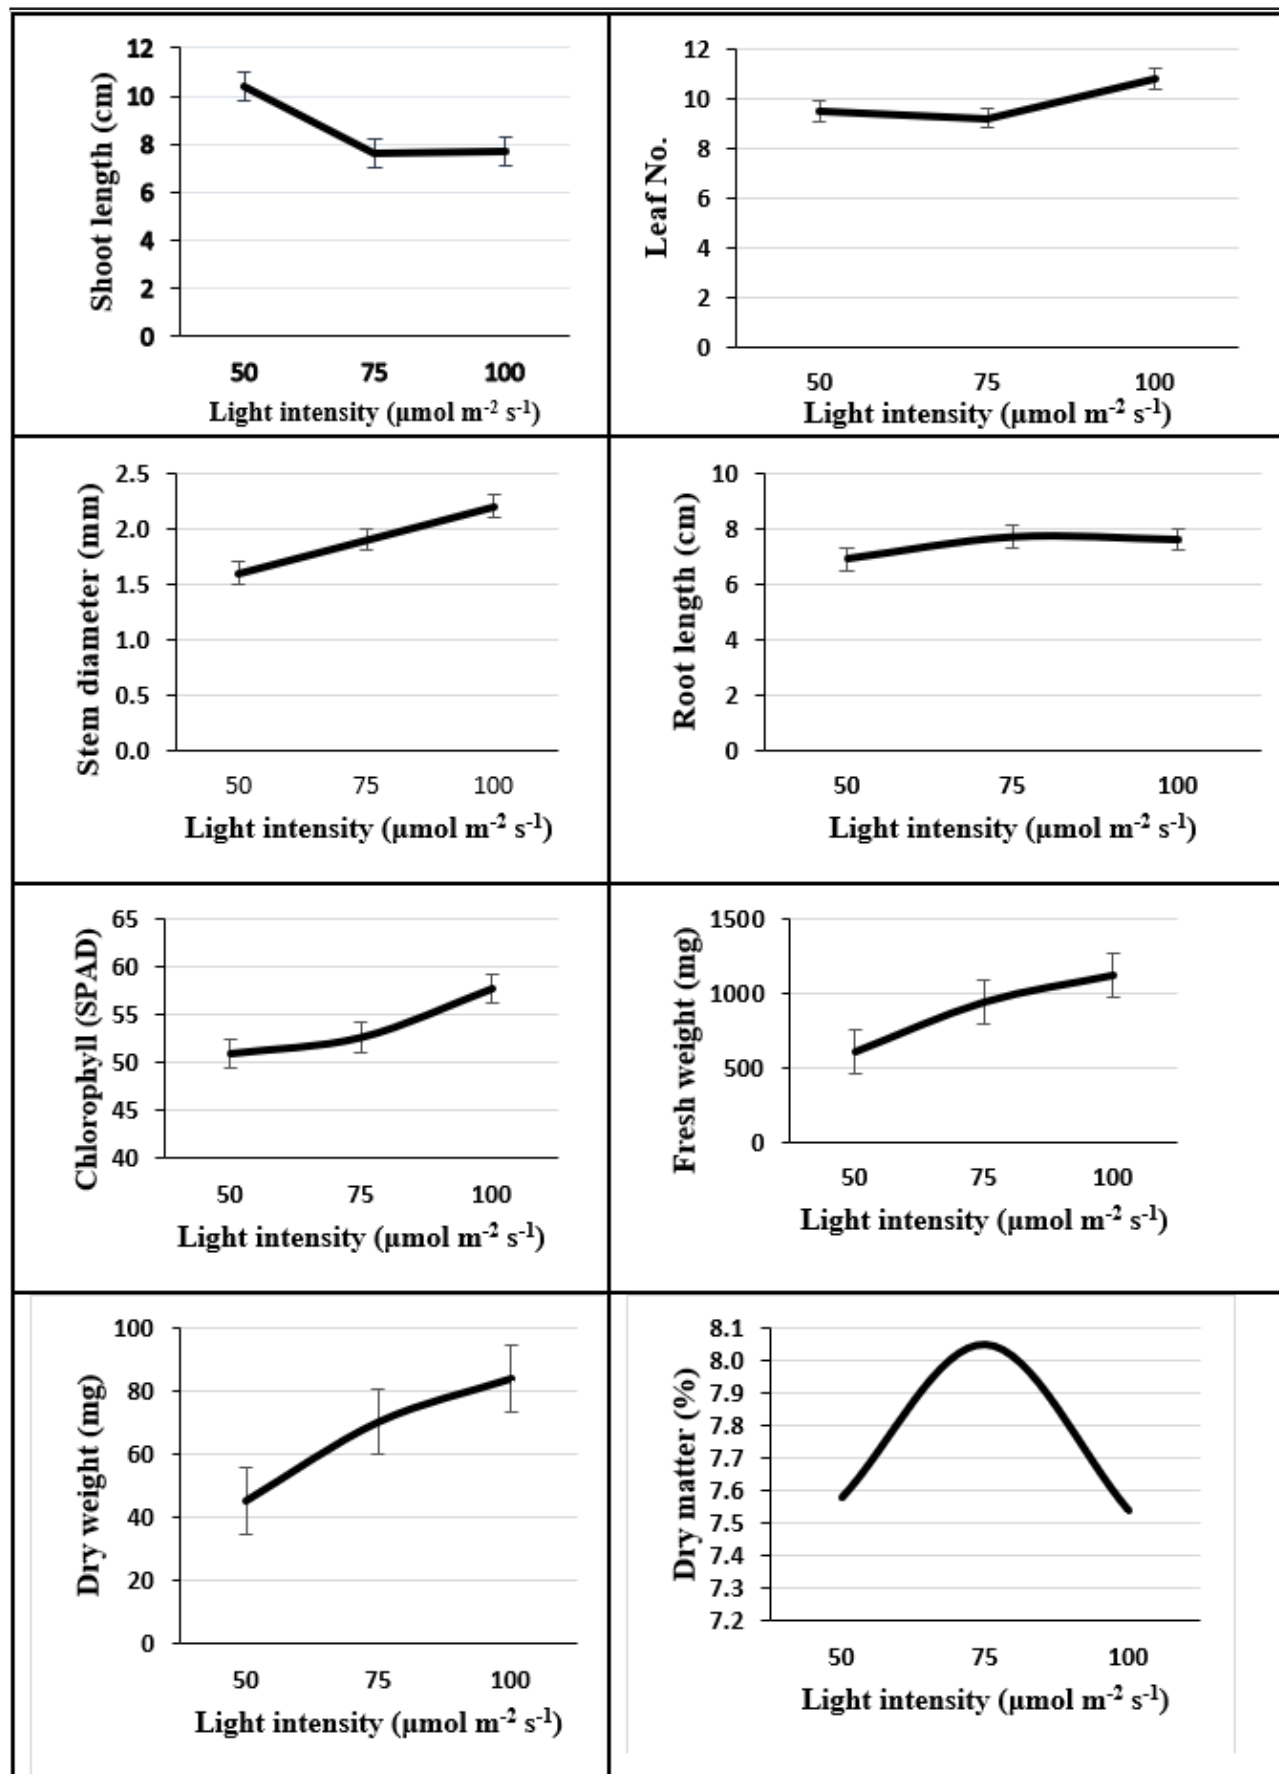 Shoot length (cm)
12
10
8
6
4
2
0
50 75 100
Light intensity (µmol m⁻² s⁻¹)
Leaf No.
12
10
8
6
4
2
0
50 75 100
Light intensity (µmol m⁻² s⁻¹)
Stem diameter (mm)
2.5
2.0
1.5
1.0
0.5
0.0
50 75 100
Light intensity (µmol m⁻² s⁻¹)
Root length (cm)
10
8
6
4
2
0
50 75 100
Light intensity (µmol m⁻² s⁻¹)
Chlorophyll (SPAD)
65
60
55
50
45
40
50 75 100
Light intensity (µmol m⁻² s⁻¹)
Fresh weight (mg)
1500
1000
500
0
50 75 100
Light intensity (µmol m⁻² s⁻¹)
Dry weight (mg)
100
80
60
40
20
0
50 75 100
Light intensity (µmol m⁻² s⁻¹)
Dry matter (%)
8.1
8.0
7.9
7.8
7.7
7.6
7.5
7.4
7.3
7.2
50 75 100
Light intensity (µmol m⁻² s⁻¹)